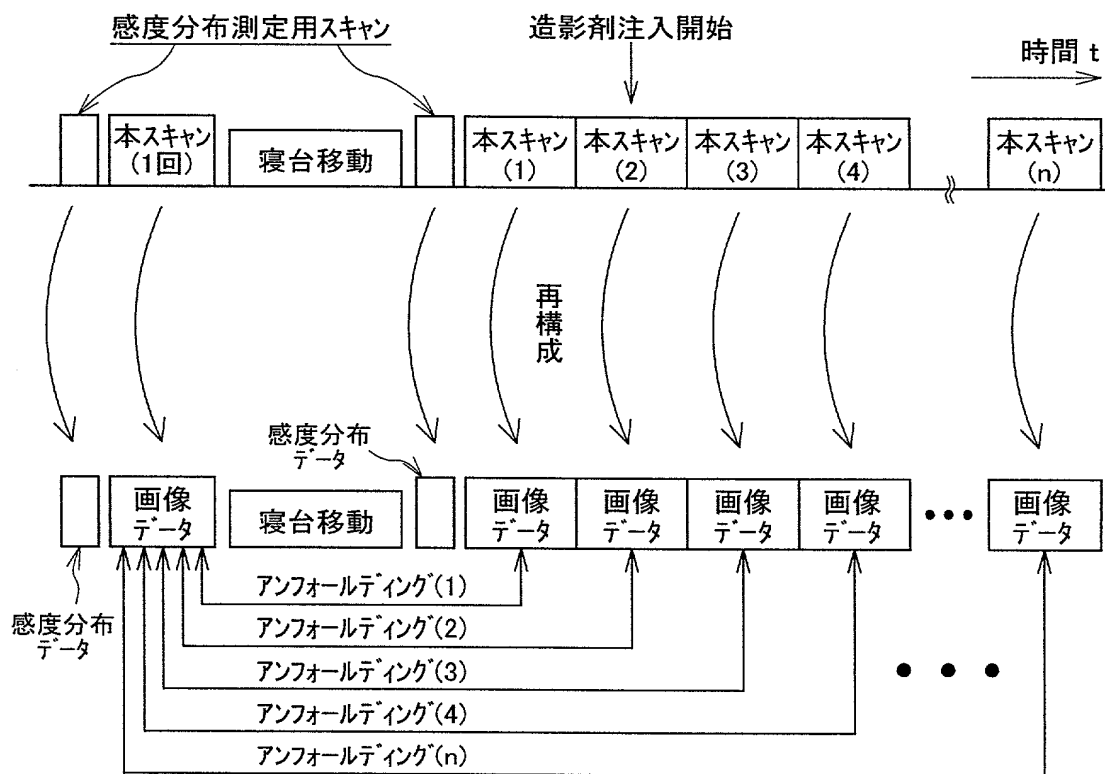 感度分布測定用スキャン
造影剤注入開始
時間 t
本スキャン
(1回)
寝台移動
本スキャン
(1)
本スキャン
(2)
本スキャン
(3)
本スキャン
(4)
本スキャン
(n)
再構成
感度分布
データ
画像
データ
寝台移動
画像
データ
画像
データ
画像
データ
画像
データ
画像
データ
感度分布
データ
アンフォールディング(1)
アンフォールディング(2)
アンフォールディング(3)
アンフォールディング(4)
アンフォールディング(n)